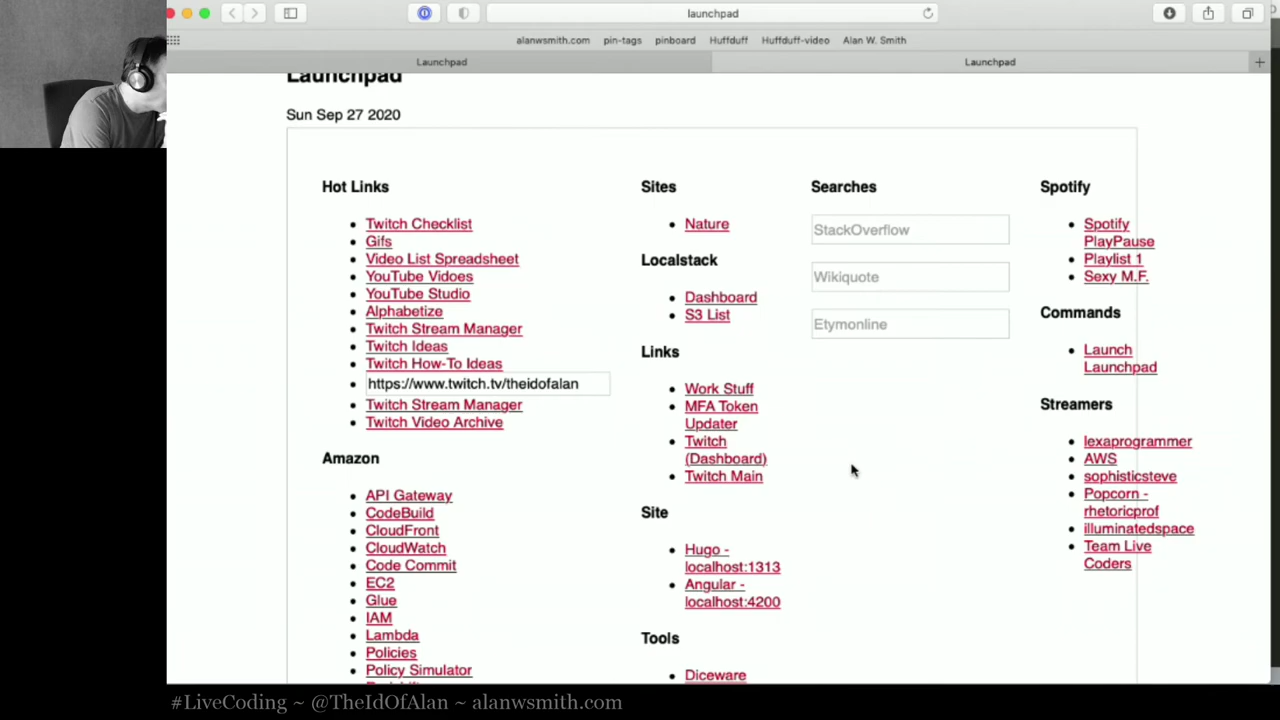 launchpad
alanwsmith.com pin-tags pinboard Huffduff Huffduff-video Alan W. Smith
Launchpad
Launchpad
Launchpad
Sun Sep 27 2020
Hot Links
Twitch Checklist
Gifs
Video List Spreadsheet
YouTube Vidoes
YouTube Studio
Alphabetize
Twitch Stream Manager
Twitch Ideas
Twitch How-To Ideas
https://www.twitch.tv/theidofalan
Twitch Stream Manager
Twitch Video Archive
Amazon
API Gateway
CodeBuild
CloudFront
CloudWatch
Code Commit
EC2
Glue
IAM
Lambda
Policies
Policy Simulator
Sites
Nature
Localstack
Dashboard
S3 List
Links
Work Stuff
MFA Token
Updater
Twitch
(Dashboard)
Twitch Main
Site
Hugo -
localhost:1313
Angular -
localhost:4200
Tools
Diceware
Searches
StackOverflow
Wikiquote
Etymonline
Spotify
Spotify
PlayPause
Playlist 1
Sexy M.F.
Commands
Launch
Launchpad
Streamers
lexaprogrammer
AWS
sophisticsteve
Popcorn -
rhetoricprof
illuminatedspace
Team Live
Coders
#LiveCoding ~ @TheIdOfAlan ~ alanwsmith.com